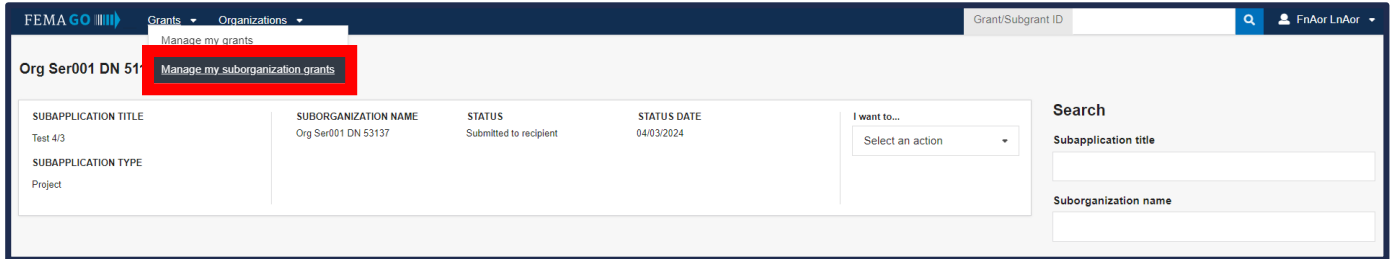 FEMA GO Grants Organizations Grant/Subgrant ID FnAor LnAor
Manage my grants
Org Ser001 DN 51 Manage my suborganization grants
SUBAPPLICATION TITLE SUBORGANIZATION NAME STATUS STATUS DATE I want to... Search
Test 4/3 Org Ser001 DN 53137 Submitted to recipient 04/03/2024 Select an action Subapplication title
SUBAPPLICATION TYPE
Project
Suborganization name